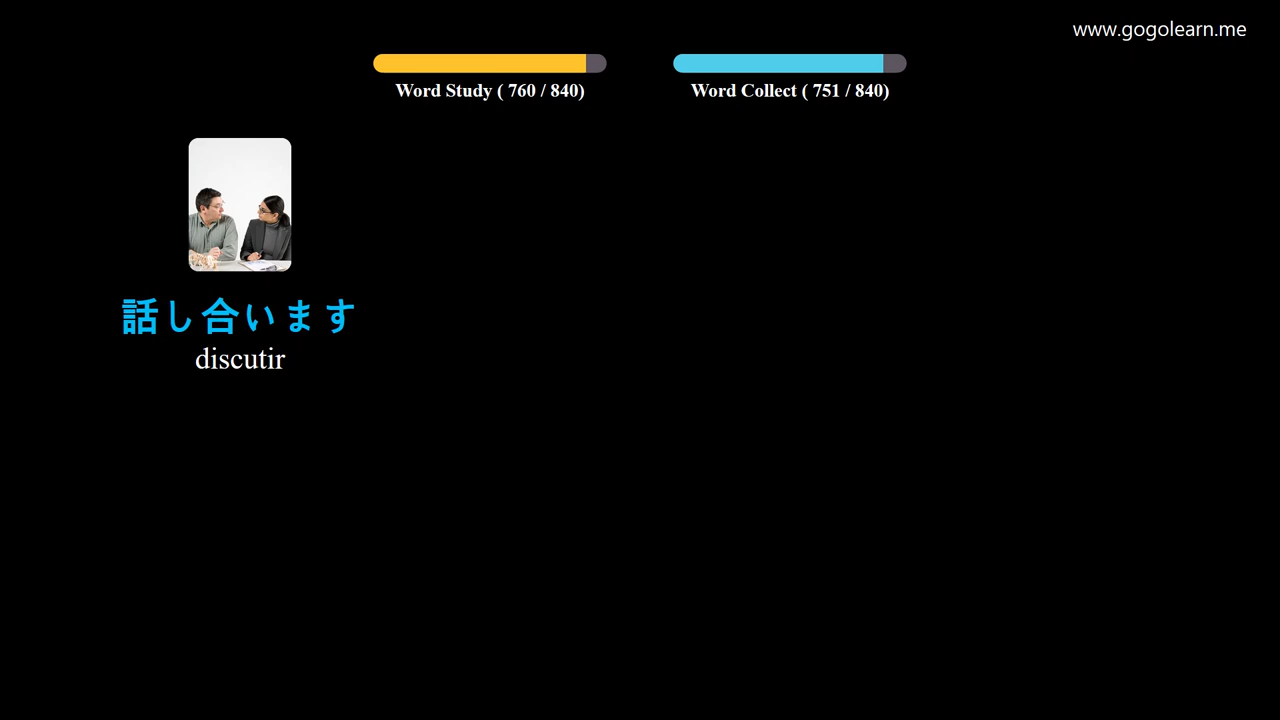 www.gogolearn.me
Word Study ( 760 / 840)
Word Collect ( 751 / 840)
話し合います
discutir